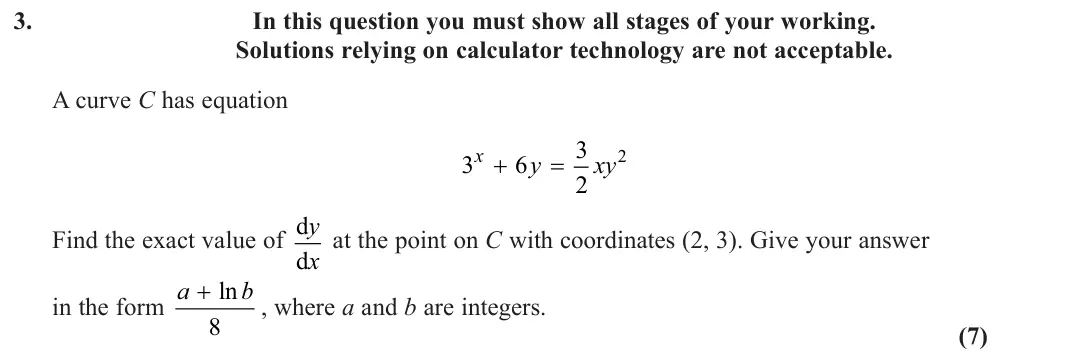 3. In this question you must show all stages of your working.
Solutions relying on calculator technology are not acceptable.
A curve C has equation
3^x + 6y = \frac{3}{2}xy^2
Find the exact value of \frac{dy}{dx} at the point on C with coordinates (2, 3). Give your answer
in the form \frac{a + \ln b}{8}, where a and b are integers.
(7)